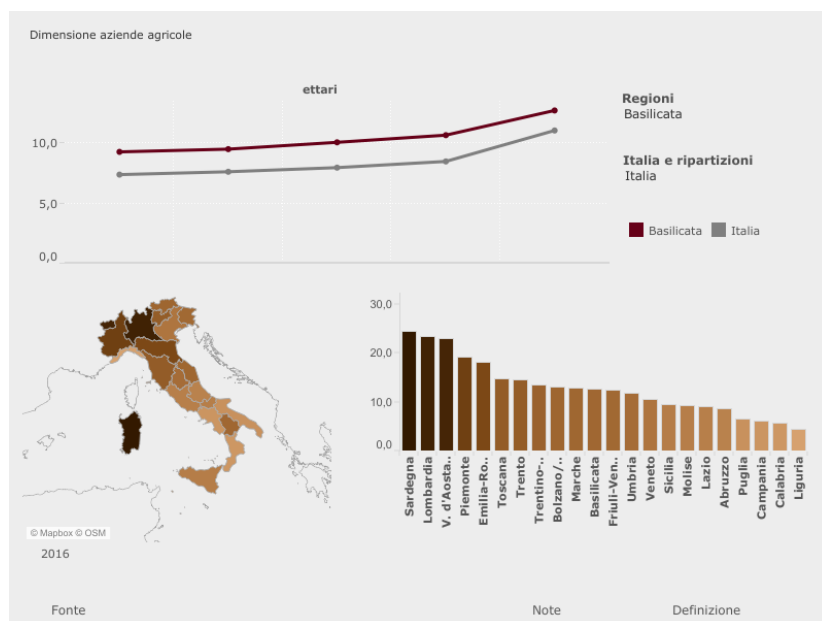 Dimensione aziende agricole
ettari
10,0
5,0
0,0
Regioni
Basilicata
Italia e ripartizioni
Italia
Basilicata Italia
30,0
20,0
10,0
0,0
Sardegna
Lombardia
V. d'Aosta..
Piemonte
Emilia-Ro..
Toscana
Trento
Trentino-..
Bolzano/..
Marche
Basilicata
Friuli-Ven..
Umbria
Veneto
Sicilia
Molise
Lazio
Abruzzo
Puglia
Campania
Calabria
Liguria
© Mapbox © OSM
2016
Fonte Note Definizione